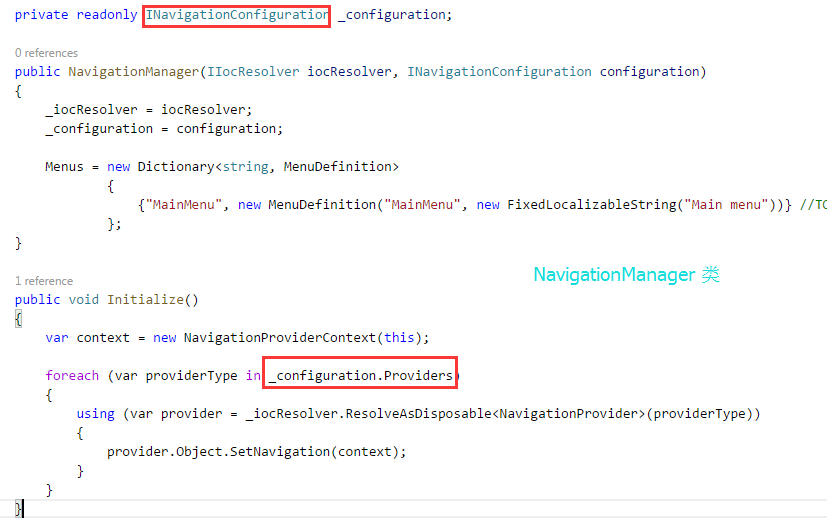 private readonly INavigationConfiguration _configuration;
0 references
public NavigationManager(IIocResolver iocResolver, INavigationConfiguration configuration)
{
_iocResolver = iocResolver;
_configuration = configuration;
Menus = new Dictionary<string, MenuDefinition>
{
{"MainMenu", new MenuDefinition("MainMenu", new FixedLocalizableString("Main menu"))} //TO
};
}
NavigationManager 类
1 reference
public void Initialize()
{
var context = new NavigationProviderContext(this);
foreach (var providerType in _configuration.Providers)
{
using (var provider = _iocResolver.ResolveAsDisposable<NavigationProvider>(providerType))
{
provider.Object.SetNavigation(context);
}
}
}